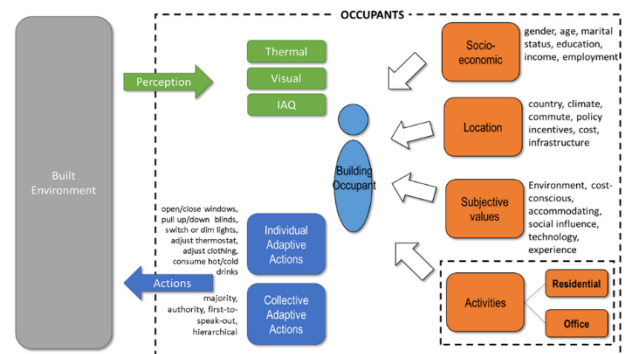 OCCUPANTS
Built
Environment
Perception
Thermal
Visual
IAQ
Building
Occupant
Actions
open/close windows,
pull up/down blinds,
switch or dim lights,
adjust thermostat,
adjust clothing,
consume hot/cold
drinks
Individual
Adaptive
Actions
majority,
authority, first-to-
speak-out,
hierarchical
Collective
Adaptive
Actions
Socio-
economic
gender, age, marital
status, education,
income, employment
Location
country, climate,
commute, policy
incentives, cost,
infrastructure
Subjective
values
Environment, cost-
conscious,
accommodating,
social influence,
technology,
experience
Activities
Residential
Office